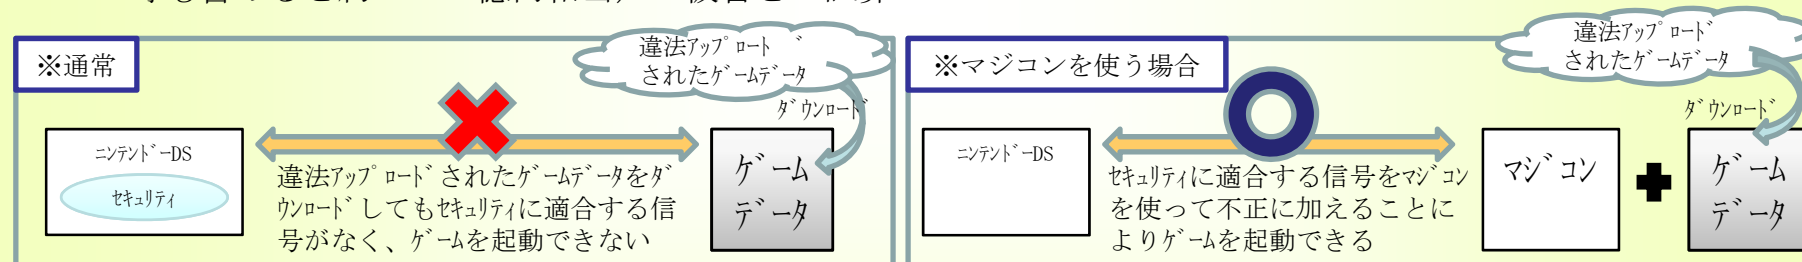 ※通常
違法アップロード
されたゲームデータ
ダウンロード
ニンテンドーDS
セキュリティ
違法アップロードされたゲームデータをダ
ウンロードしてもセキュリティに適合する信
号がなく、ゲームを起動できない
ゲーム
データ
※マジコンを使う場合
違法アップロード
されたゲームデータ
ダウンロード
ニンテンドーDS
セキュリティに適合する信号をマジコン
を使って不正に加えることに
よりゲームを起動できる
マジコン
ゲーム
データ